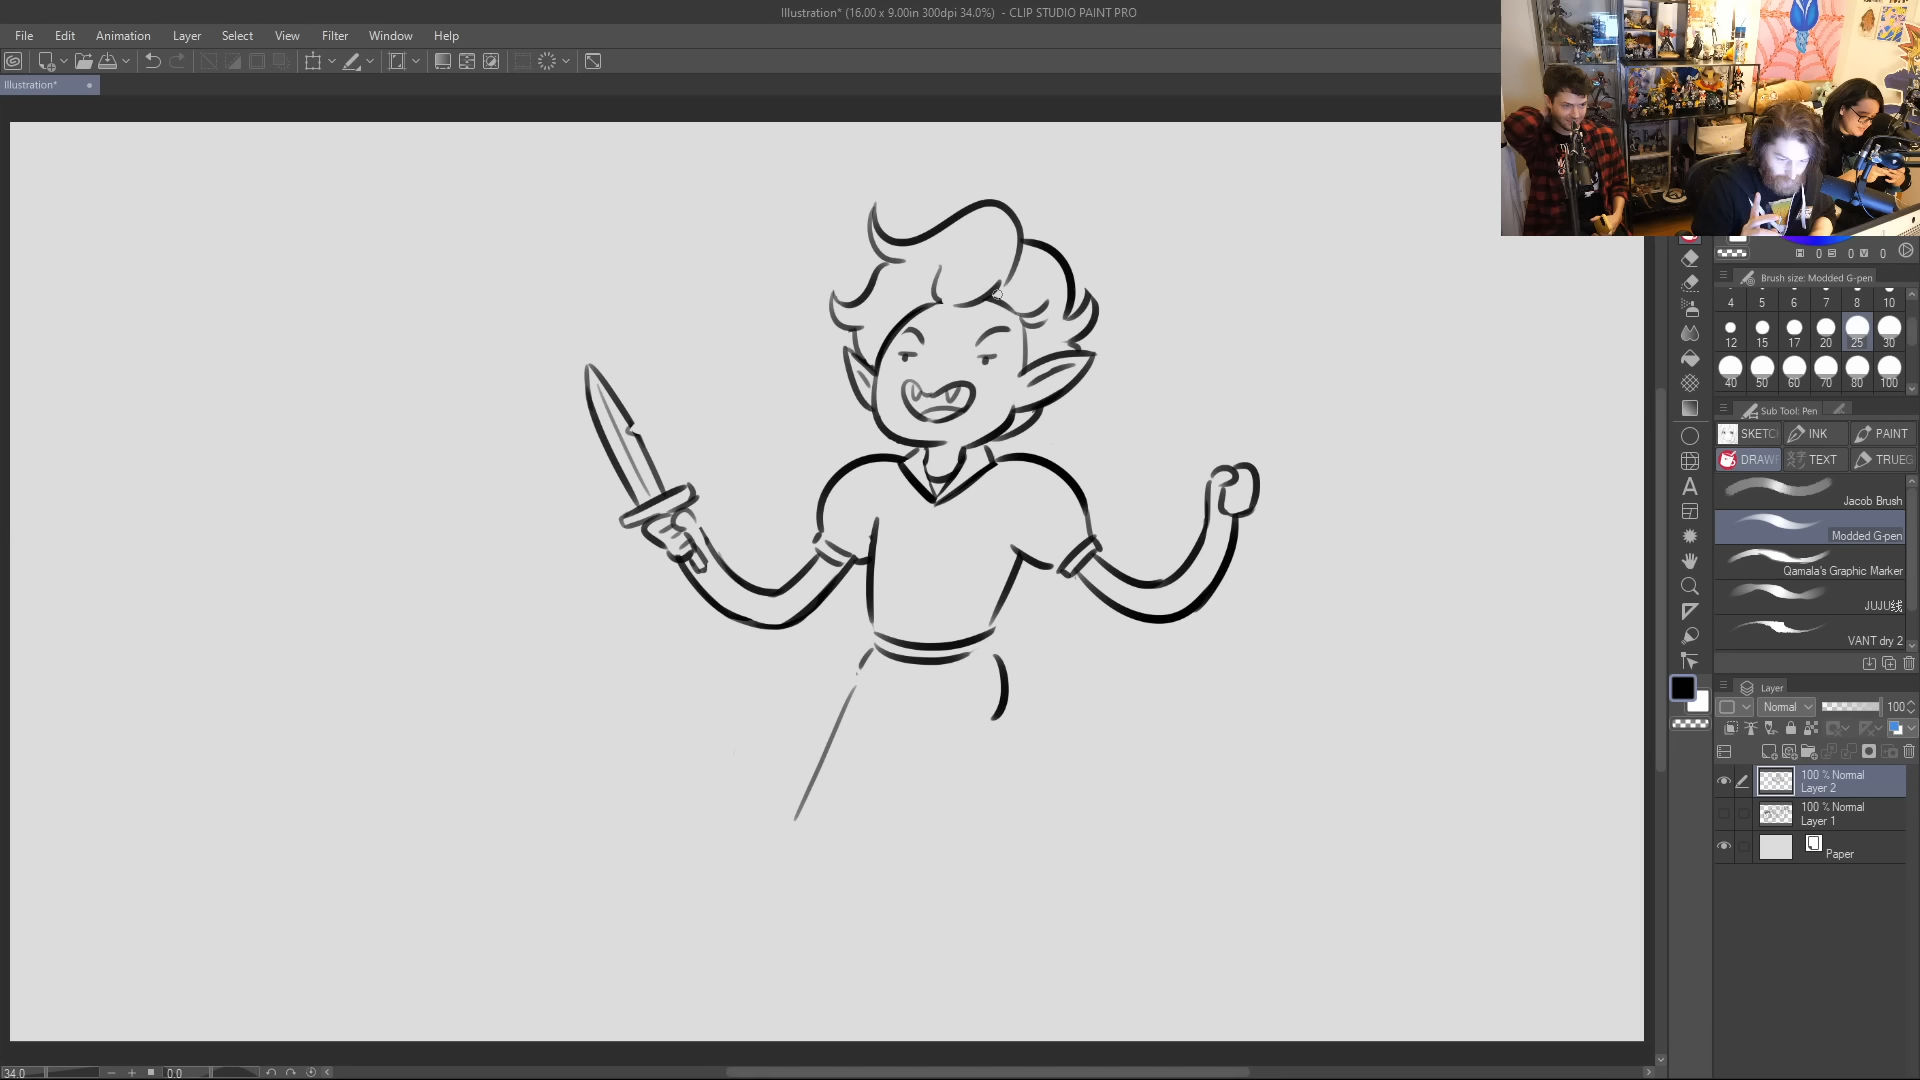 Illustration* (16.00 x 9.00in 300dpi 34.0%) - CLIP STUDIO PAINT PRO
File Edit Animation Layer Select View Filter Window Help
Illustration*
H 0 S 0 V 0
Brush size: Modded G-pen
4 5 6 7 8 10
12 15 17 20 25 30
40 50 60 70 80 100
Sub Tool: Pen
SKETC INK PAINT
DRAW TEXT TRUEG
Jacob Brush
Modded G-pen
Qamala's Graphic Marker
JUJU线
VANT dry 2
Layer
Normal 100
100 % Normal
Layer 2
100 % Normal
Layer 1
Paper
34.0 0.0